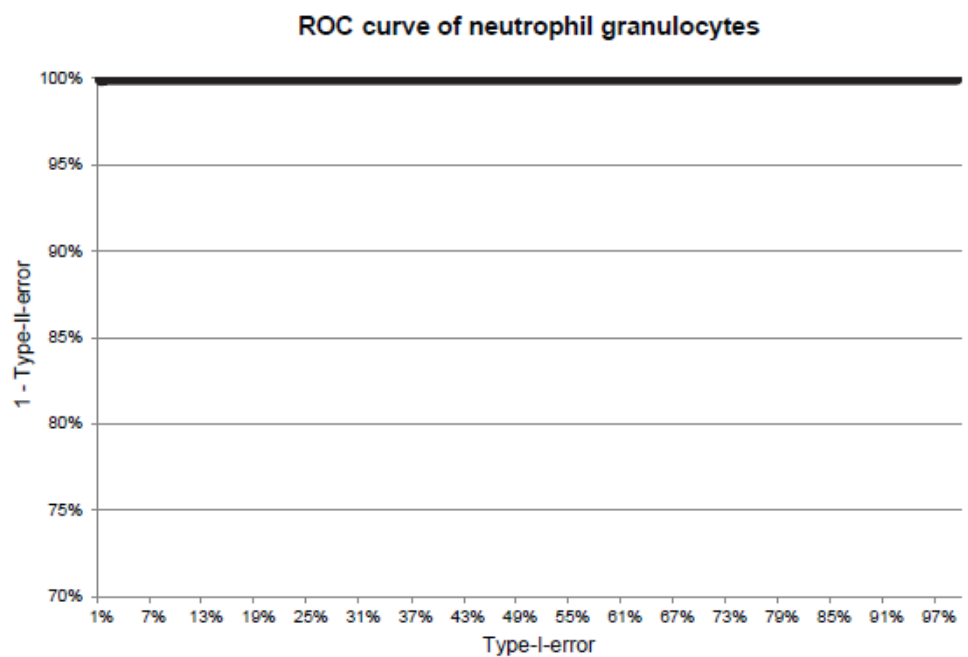 ROC curve of neutrophil granulocytes
100%
95%
90%
85%
80%
75%
70%
1 - Type-II-error
1% 7% 13% 19% 25% 31% 37% 43% 49% 55% 61% 67% 73% 79% 85% 91% 97%
Type-I-error